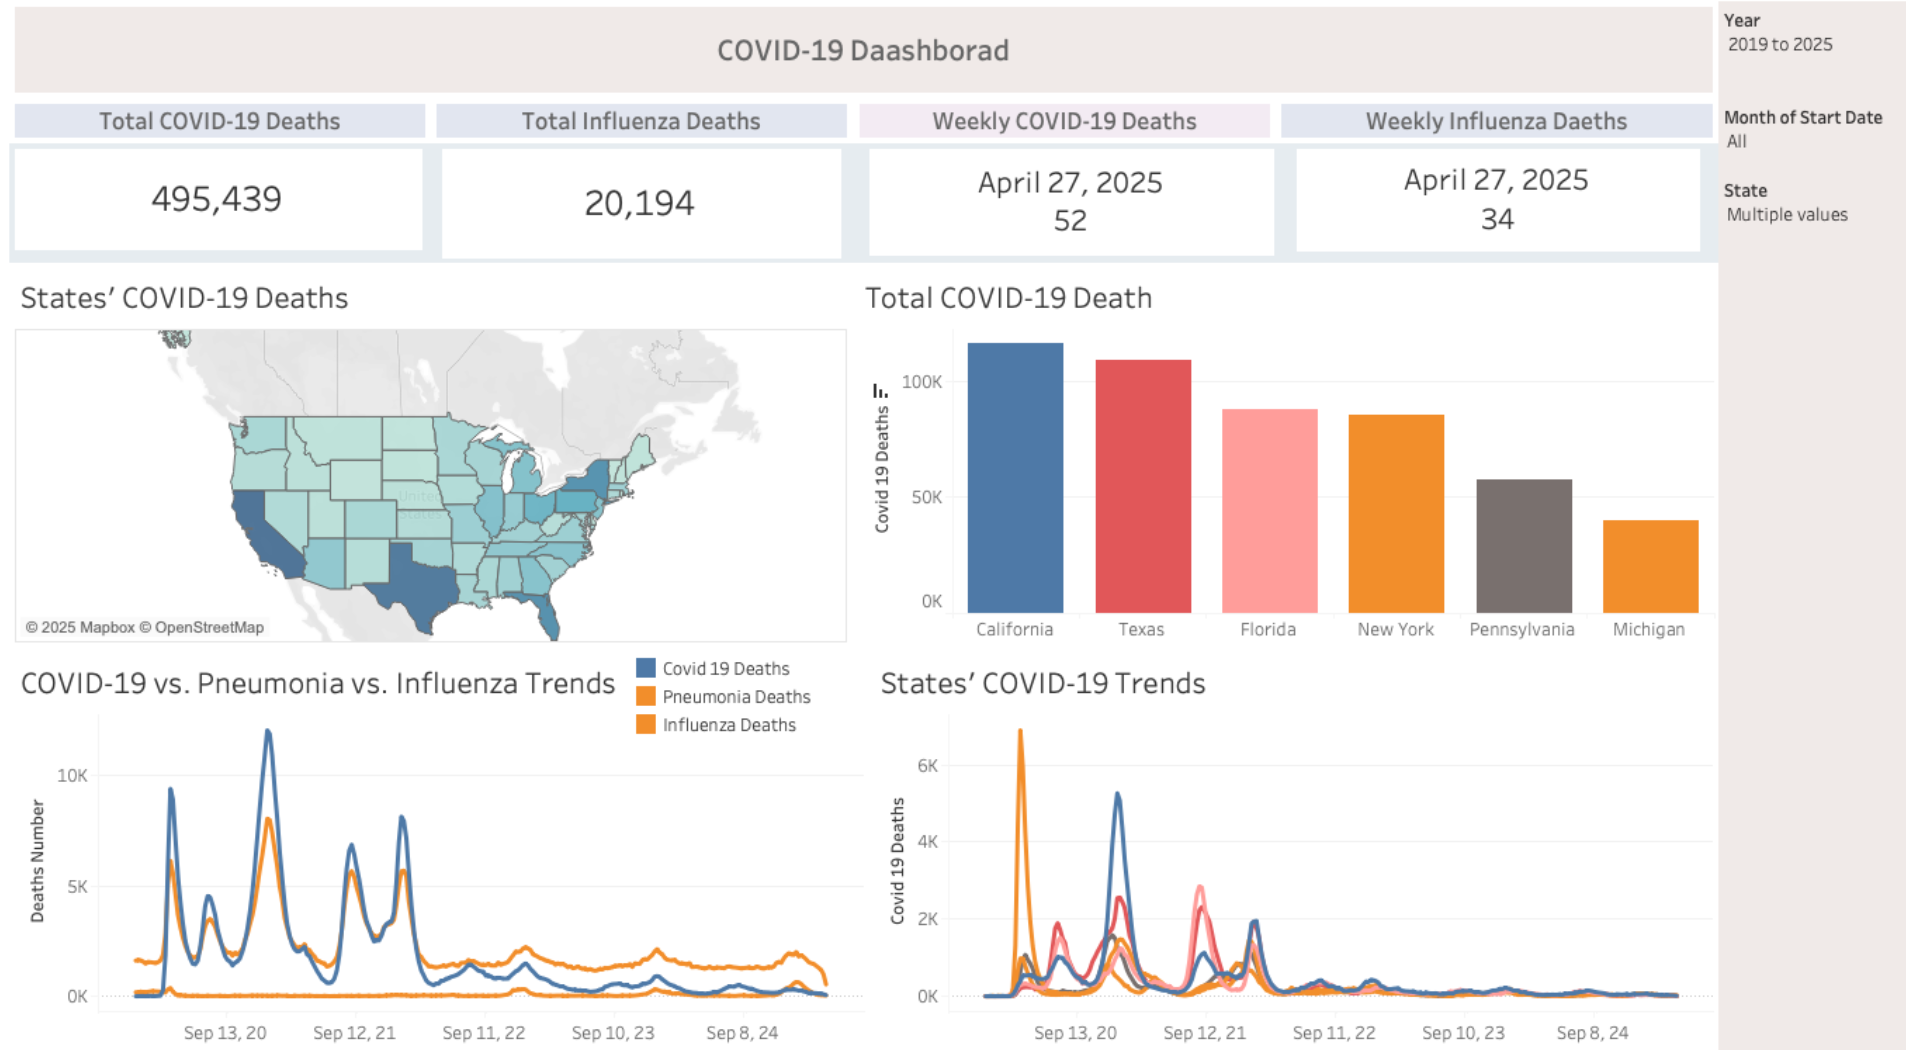 COVID-19 Daashborad
Year
2019 to 2025
Month of Start Date
All
State
Multiple values
Total COVID-19 Deaths
Total Influenza Deaths
Weekly COVID-19 Deaths
Weekly Influenza Daeths
495,439
20,194
April 27, 2025
52
April 27, 2025
34
States’ COVID-19 Deaths
United
States
© 2025 Mapbox © OpenStreetMap
Total COVID-19 Death
Covid 19 Deaths
100K
50K
0K
California
Texas
Florida
New York
Pennsylvania
Michigan
COVID-19 vs. Pneumonia vs. Influenza Trends
Covid 19 Deaths
Pneumonia Deaths
Influenza Deaths
Deaths Number
10K
5K
0K
Sep 13, 20
Sep 12, 21
Sep 11, 22
Sep 10, 23
Sep 8, 24
States’ COVID-19 Trends
Covid 19 Deaths
6K
4K
2K
0K
Sep 13, 20
Sep 12, 21
Sep 11, 22
Sep 10, 23
Sep 8, 24